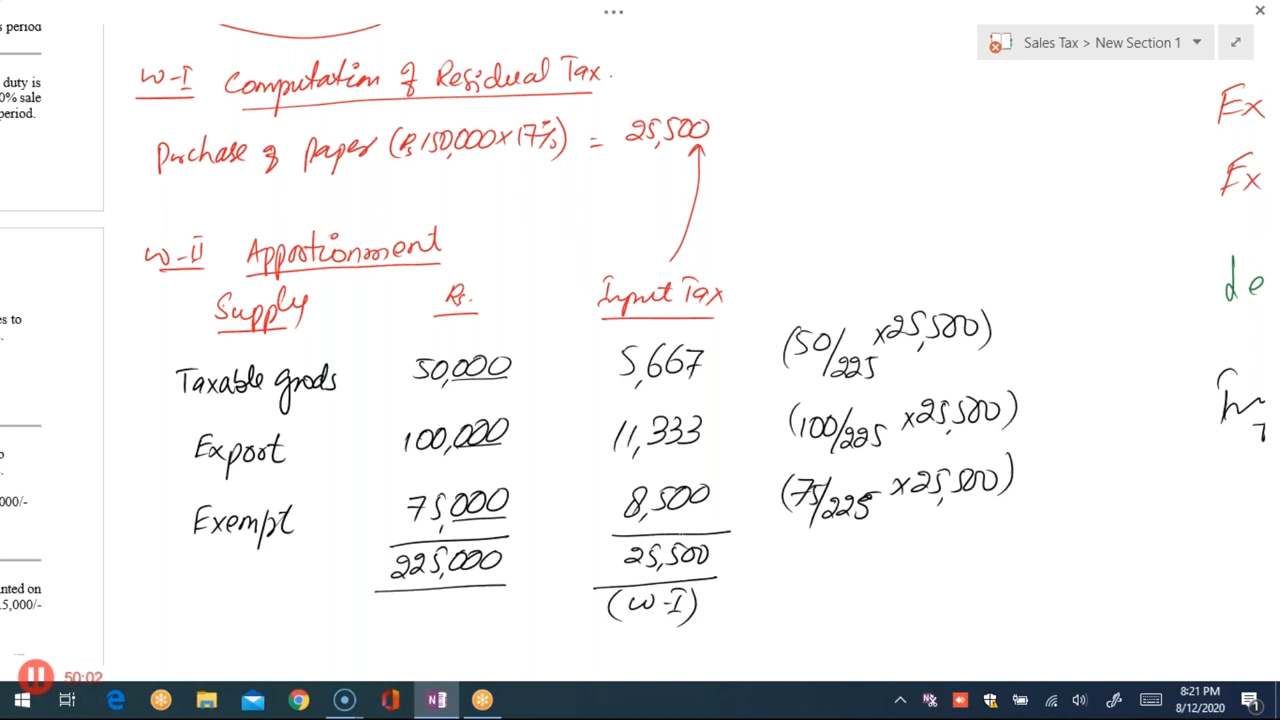 s period
duty is
0% sale
period.
es to
000/-
nted on
5,000/-
Sales Tax > New Section 1
W-I Computation of Residual Tax.
Purchase of paper (Rs 150,000 x 17%) = 25,500
W-II Apportionment
Supply Rs. Input Tax
Taxable goods 50,000 5,667 (50/225 x 25,500)
Export 100,000 11,333 (100/225 x 25,500)
Exempt 75,000 8,500 (75/225 x 25,500)
225,000 25,500
(W-I)
Ex
Ex
de
50:02
8:21 PM
8/12/2020